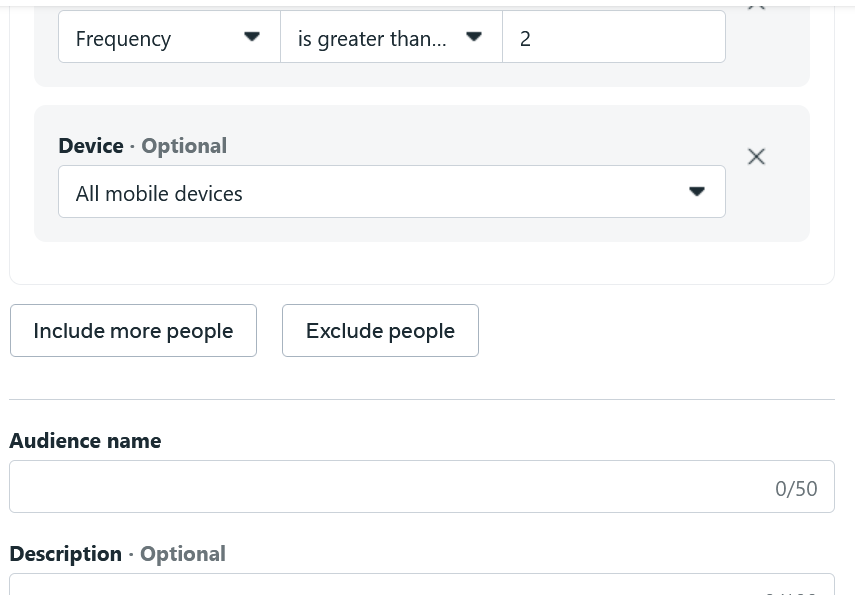 Frequency is greater than... 2
Device · Optional
All mobile devices
Include more people Exclude people
Audience name
0/50
Description · Optional